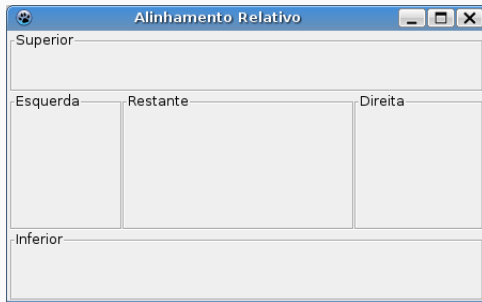 Alinhamento Relativo
Superior
Esquerda Restante Direita
Inferior